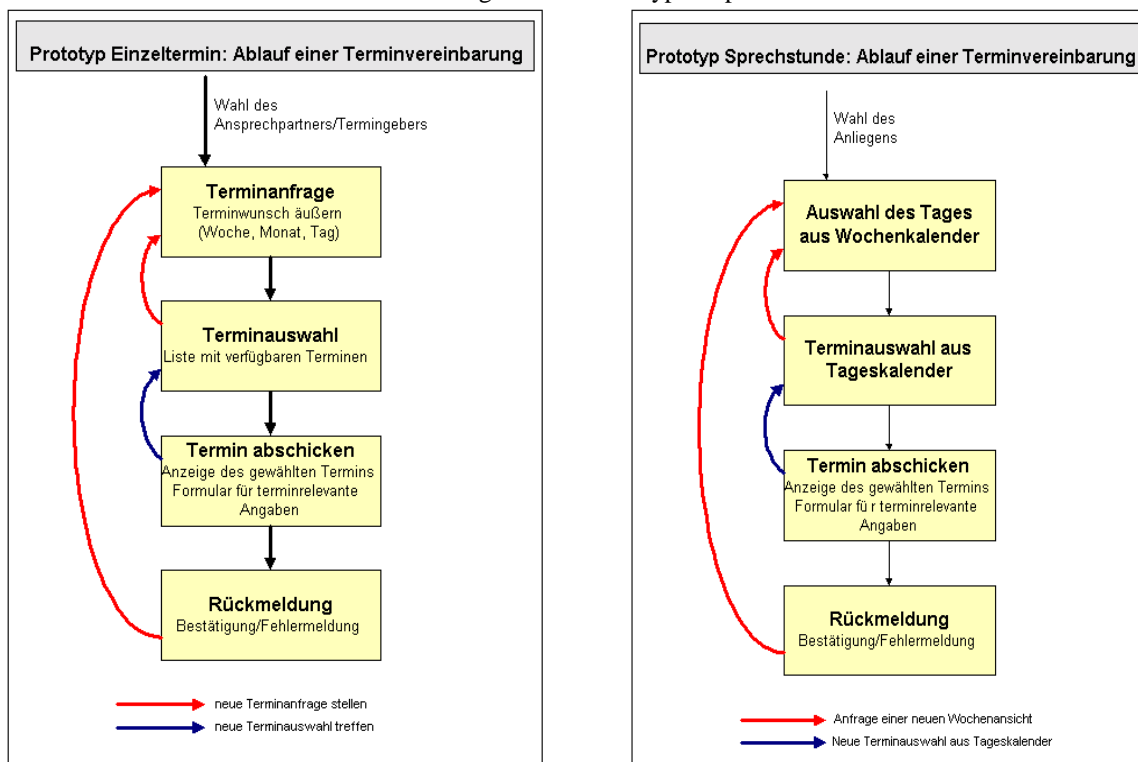 Prototyp Einzeltermin: Ablauf einer Terminvereinbarung
Wahl des
Ansprechpartners/Termingebers
Terminanfrage
Terminwunsch äußern
(Woche, Monat, Tag)
Terminauswahl
Liste mit verfügbaren Terminen
Termin abschicken
Anzeige des gewählten Termins
Formular für terminrelevante
Angaben
Rückmeldung
Bestätigung/Fehlermeldung
neue Terminanfrage stellen
neue Terminauswahl treffen
Prototyp Sprechstunde: Ablauf einer Terminvereinbarung
Wahl des
Anliegens
Auswahl des Tages
aus Wochenkalender
Terminauswahl aus
Tageskalender
Termin abschicken
Anzeige des gewählten Termins
Formular fü r terminrelevante
Angaben
Rückmeldung
Bestätigung/Fehlermeldung
Anfrage einer neuen Wochenansicht
Neue Terminauswahl aus Tageskalender